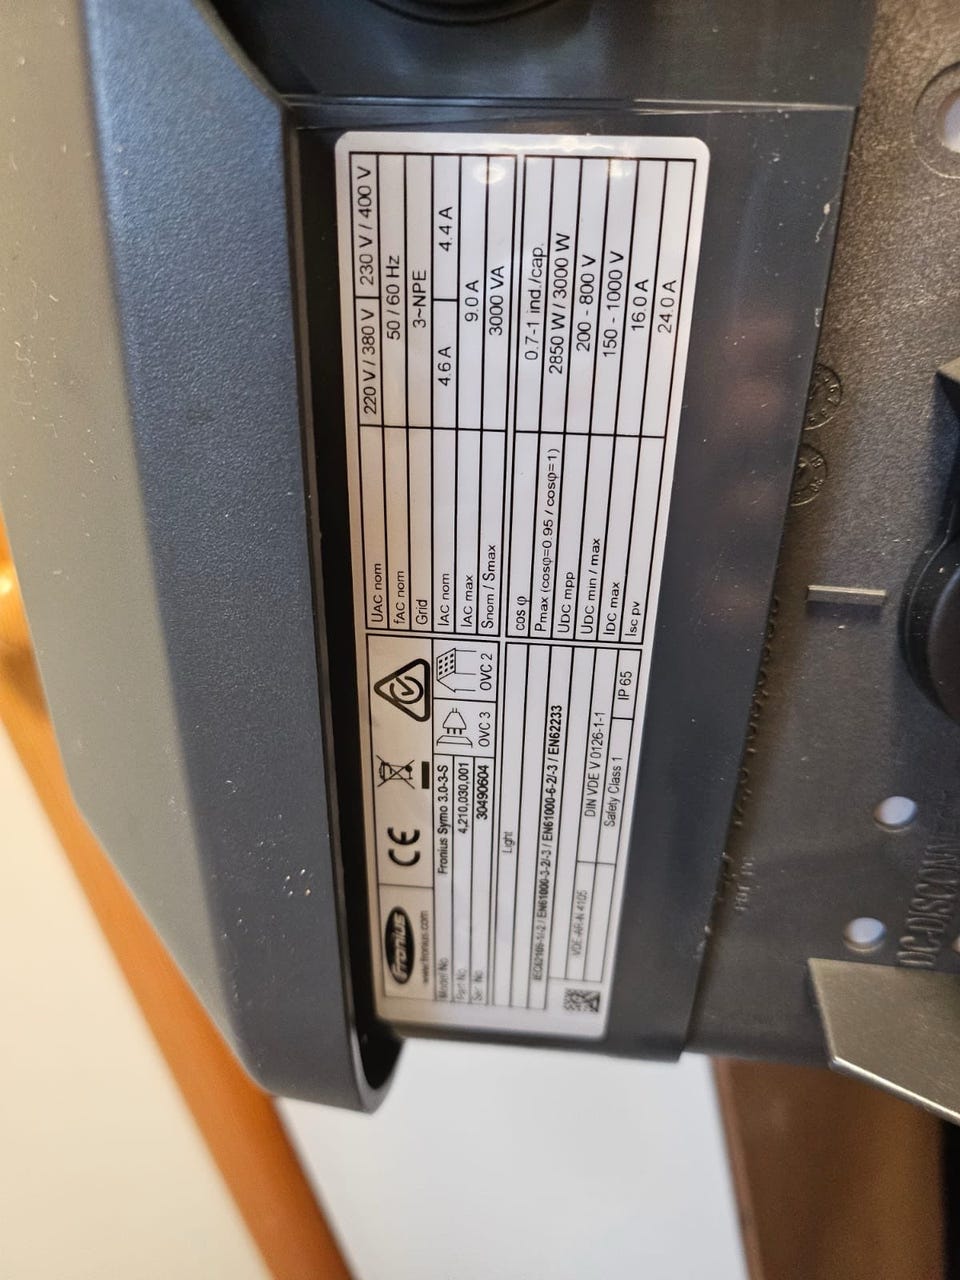 Fronius
www.fronius.com
CE
Model No. Fronius Symo 3.0-3-S
Part No. 4,210,030,001
Ser. No. 30490604
OVC 3 OVC 2
Light
IEC62109-1/-2 / EN61000-3-2/-3 / EN61000-6-2/-3 / EN62233
VDE-AR-N 4105 DIN VDE V 0126-1-1
Safety Class 1 IP 65
UAC nom 220 V / 380 V 230 V / 400 V
fAC nom 50 / 60 Hz
Grid 3~NPE
IAC nom 4.6 A 4.4 A
IAC max 9.0 A
Snom / Smax 3000 VA
cos φ 0.7-1 ind./cap.
Pmax (cosφ=0.95 / cosφ=1) 2850 W / 3000 W
UDC mpp 200 - 800 V
UDC min / max 150 - 1000 V
IDC max 16.0 A
Isc pv 24.0 A
DC-DISCONNECT